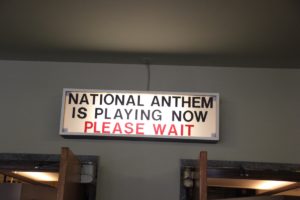 NATIONAL ANTHEM
IS PLAYING NOW
PLEASE WAIT